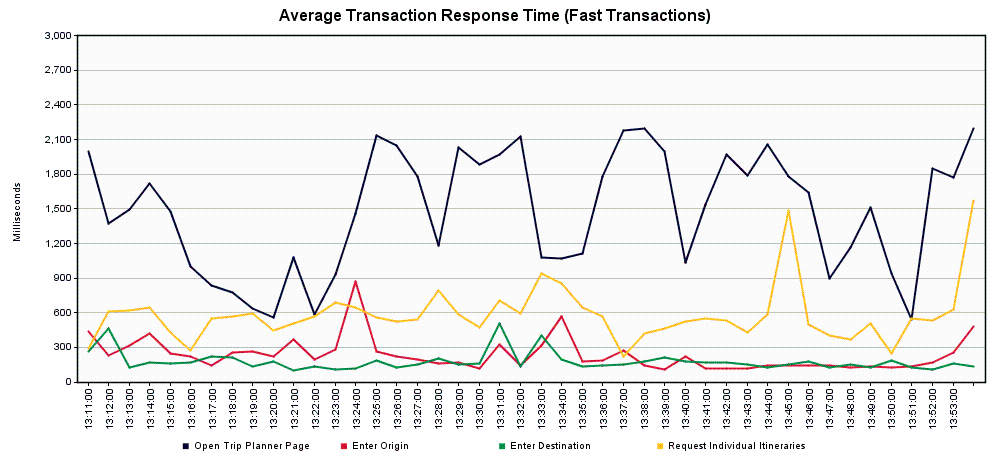 Average Transaction Response Time (Fast Transactions)
3,000
2,700
2,400
2,100
1,800
1,500
1,200
900
600
300
0
Milliseconds
13:11:00 13:12:00 13:13:00 13:14:00 13:15:00 13:16:00 13:17:00 13:18:00 13:19:00 13:20:00 13:21:00 13:22:00 13:23:00 13:24:00 13:25:00 13:26:00 13:27:00 13:28:00 13:29:00 13:30:00 13:31:00 13:32:00 13:33:00 13:34:00 13:35:00 13:36:00 13:37:00 13:38:00 13:39:00 13:40:00 13:41:00 13:42:00 13:43:00 13:44:00 13:45:00 13:46:00 13:47:00 13:48:00 13:49:00 13:50:00 13:51:00 13:52:00 13:53:00
Open Trip Planner Page Enter Origin Enter Destination Request Individual Itineraries